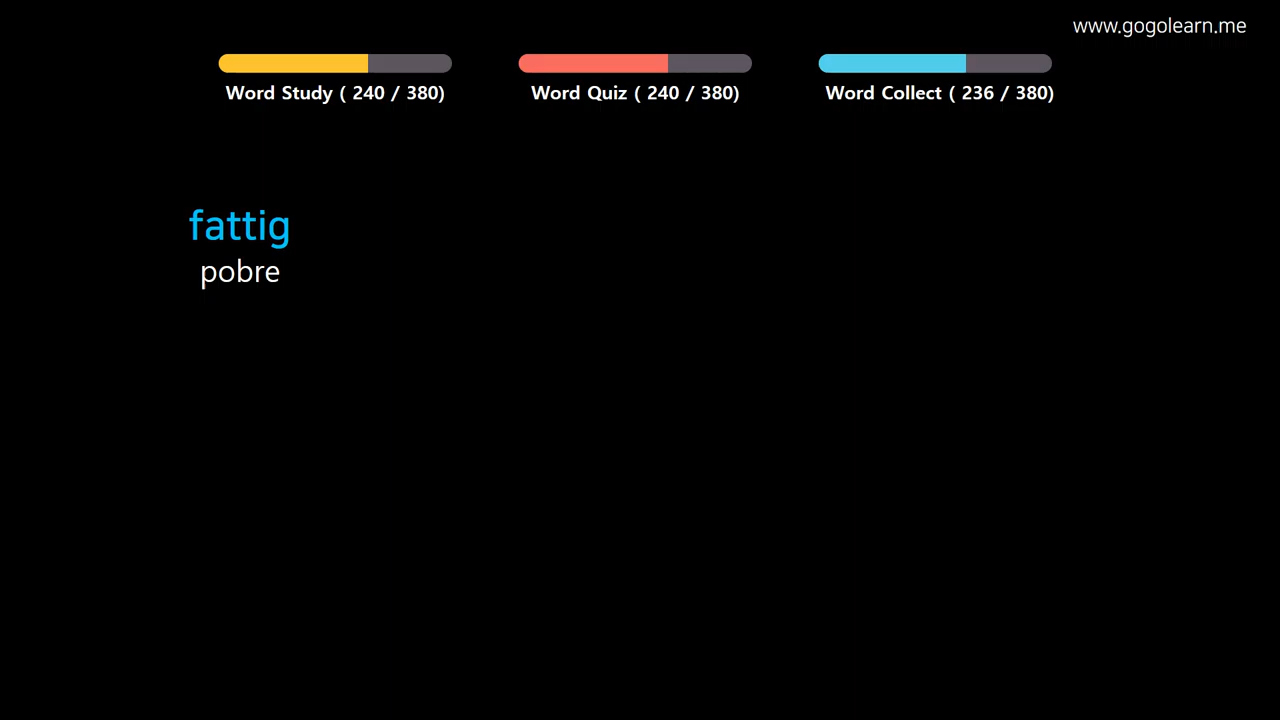 www.gogolearn.me
Word Study ( 240 / 380)
Word Quiz ( 240 / 380)
Word Collect ( 236 / 380)
fattig
pobre